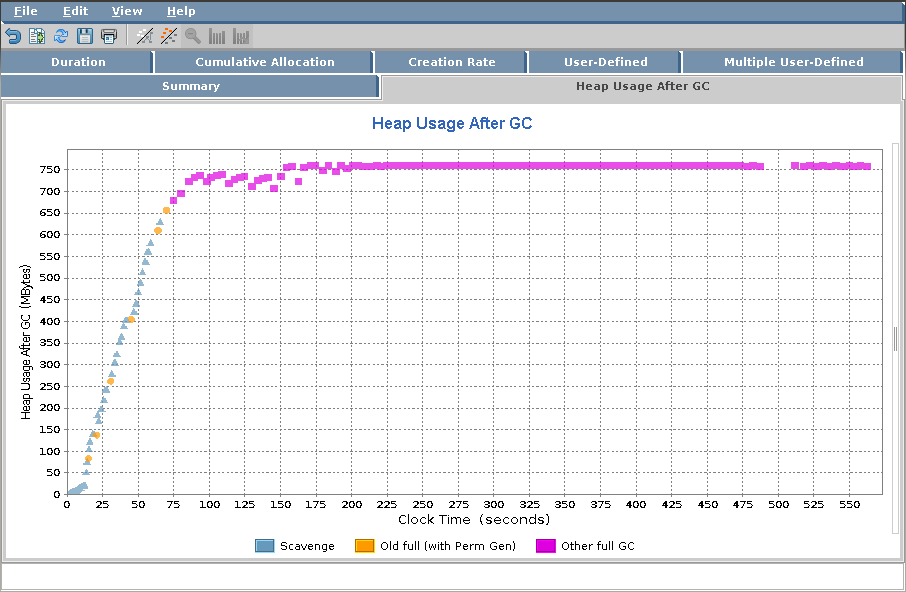 File Edit View Help
Duration Cumulative Allocation Creation Rate User-Defined Multiple User-Defined
Summary Heap Usage After GC
Heap Usage After GC
Heap Usage After GC (MBytes)
750
700
650
600
550
500
450
400
350
300
250
200
150
100
50
0
0 25 50 75 100 125 150 175 200 225 250 275 300 325 350 375 400 425 450 475 500 525 550
Clock Time (seconds)
Scavenge Old full (with Perm Gen) Other full GC